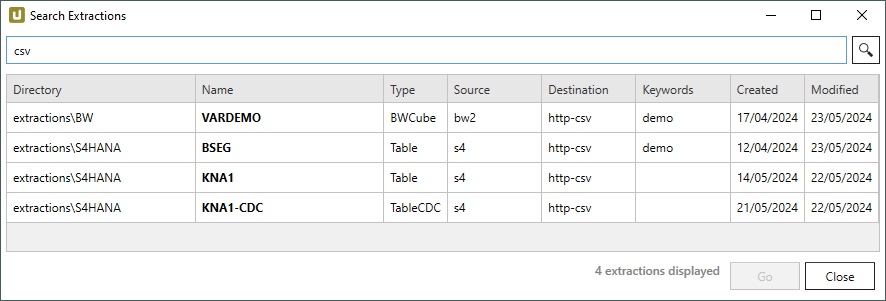 Search Extractions
csv
Directory Name Type Source Destination Keywords Created Modified
extractions\BW VARDEMO BWCube bw2 http-csv demo 17/04/2024 23/05/2024
extractions\S4HANA BSEG Table s4 http-csv demo 12/04/2024 23/05/2024
extractions\S4HANA KNA1 Table s4 http-csv 14/05/2024 22/05/2024
extractions\S4HANA KNA1-CDC TableCDC s4 http-csv 21/05/2024 22/05/2024
4 extractions displayed Go Close